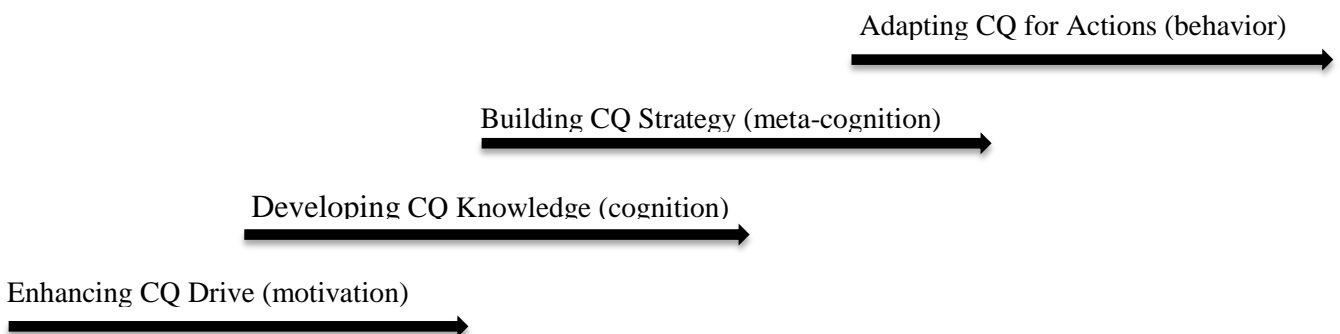 Adapting CQ for Actions (behavior)
Building CQ Strategy (meta-cognition)
Developing CQ Knowledge (cognition)
Enhancing CQ Drive (motivation)